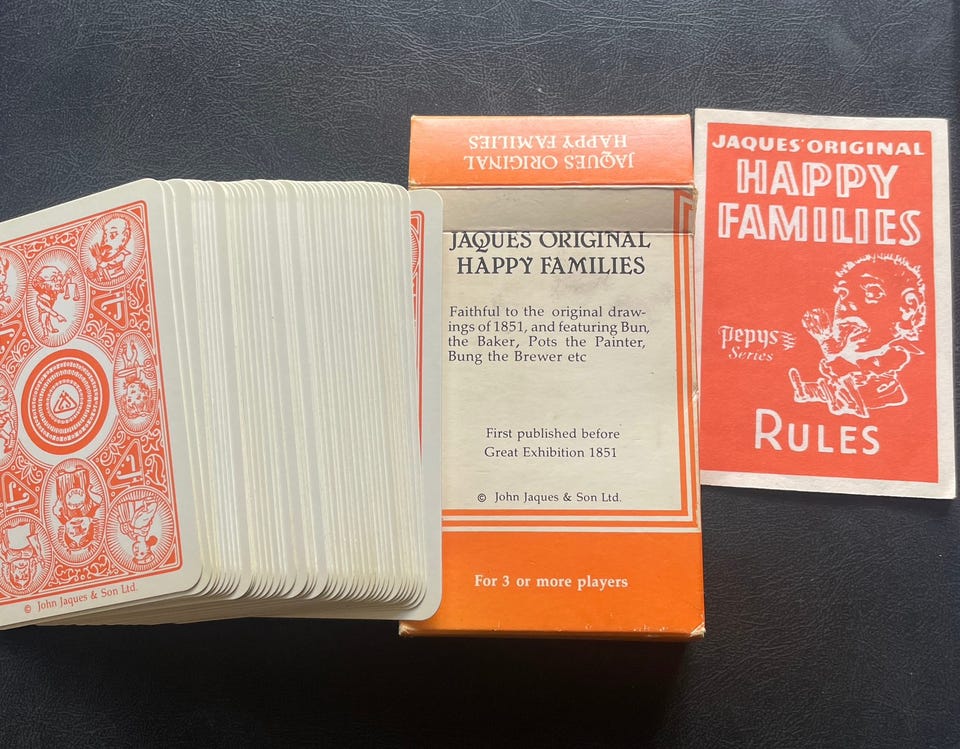 © John Jaques & Son Ltd.
JAQUES ORIGINAL
HAPPY FAMILIES
JAQUES ORIGINAL
HAPPY FAMILIES
Faithful to the original draw-
ings of 1851, and featuring Bun,
the Baker, Pots the Painter,
Bung the Brewer etc
First published before
Great Exhibition 1851
© John Jaques & Son Ltd.
For 3 or more players
JAQUES' ORIGINAL
HAPPY
FAMILIES
Pepys
Series
RULES